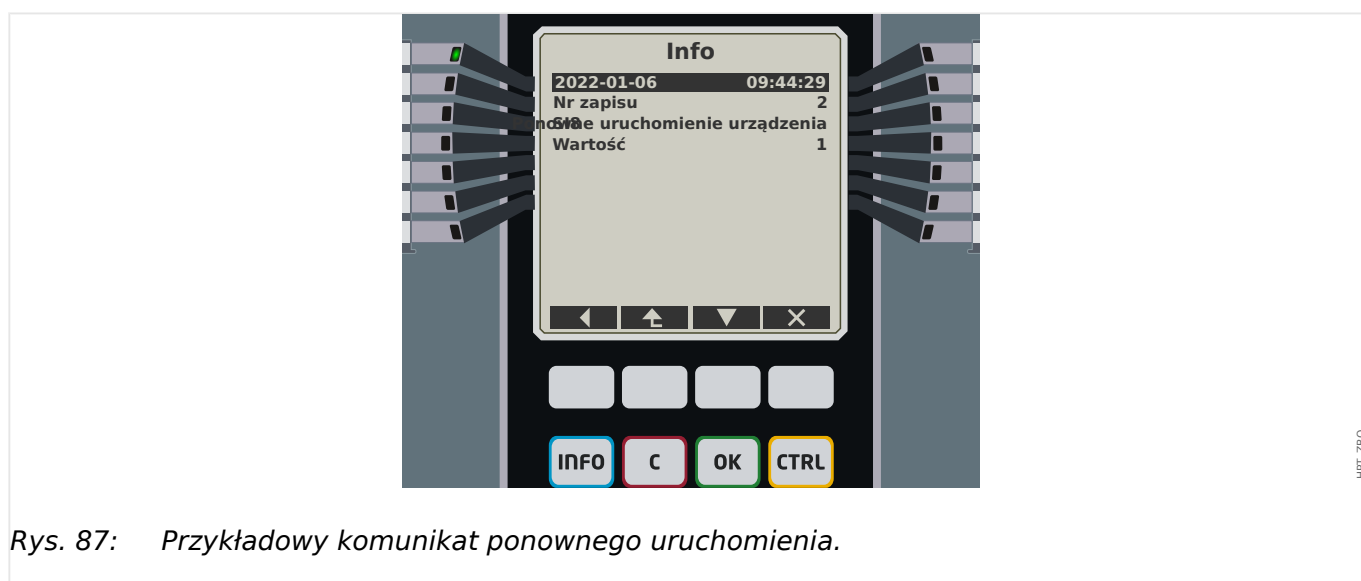 Info
2022-01-06 09:44:29
Nr zapisu 2
uruchomienie urządzenia
Wartość 1
INFO C OK CTRL
Rys. 87: Przykładowy komunikat ponownego uruchomienia.